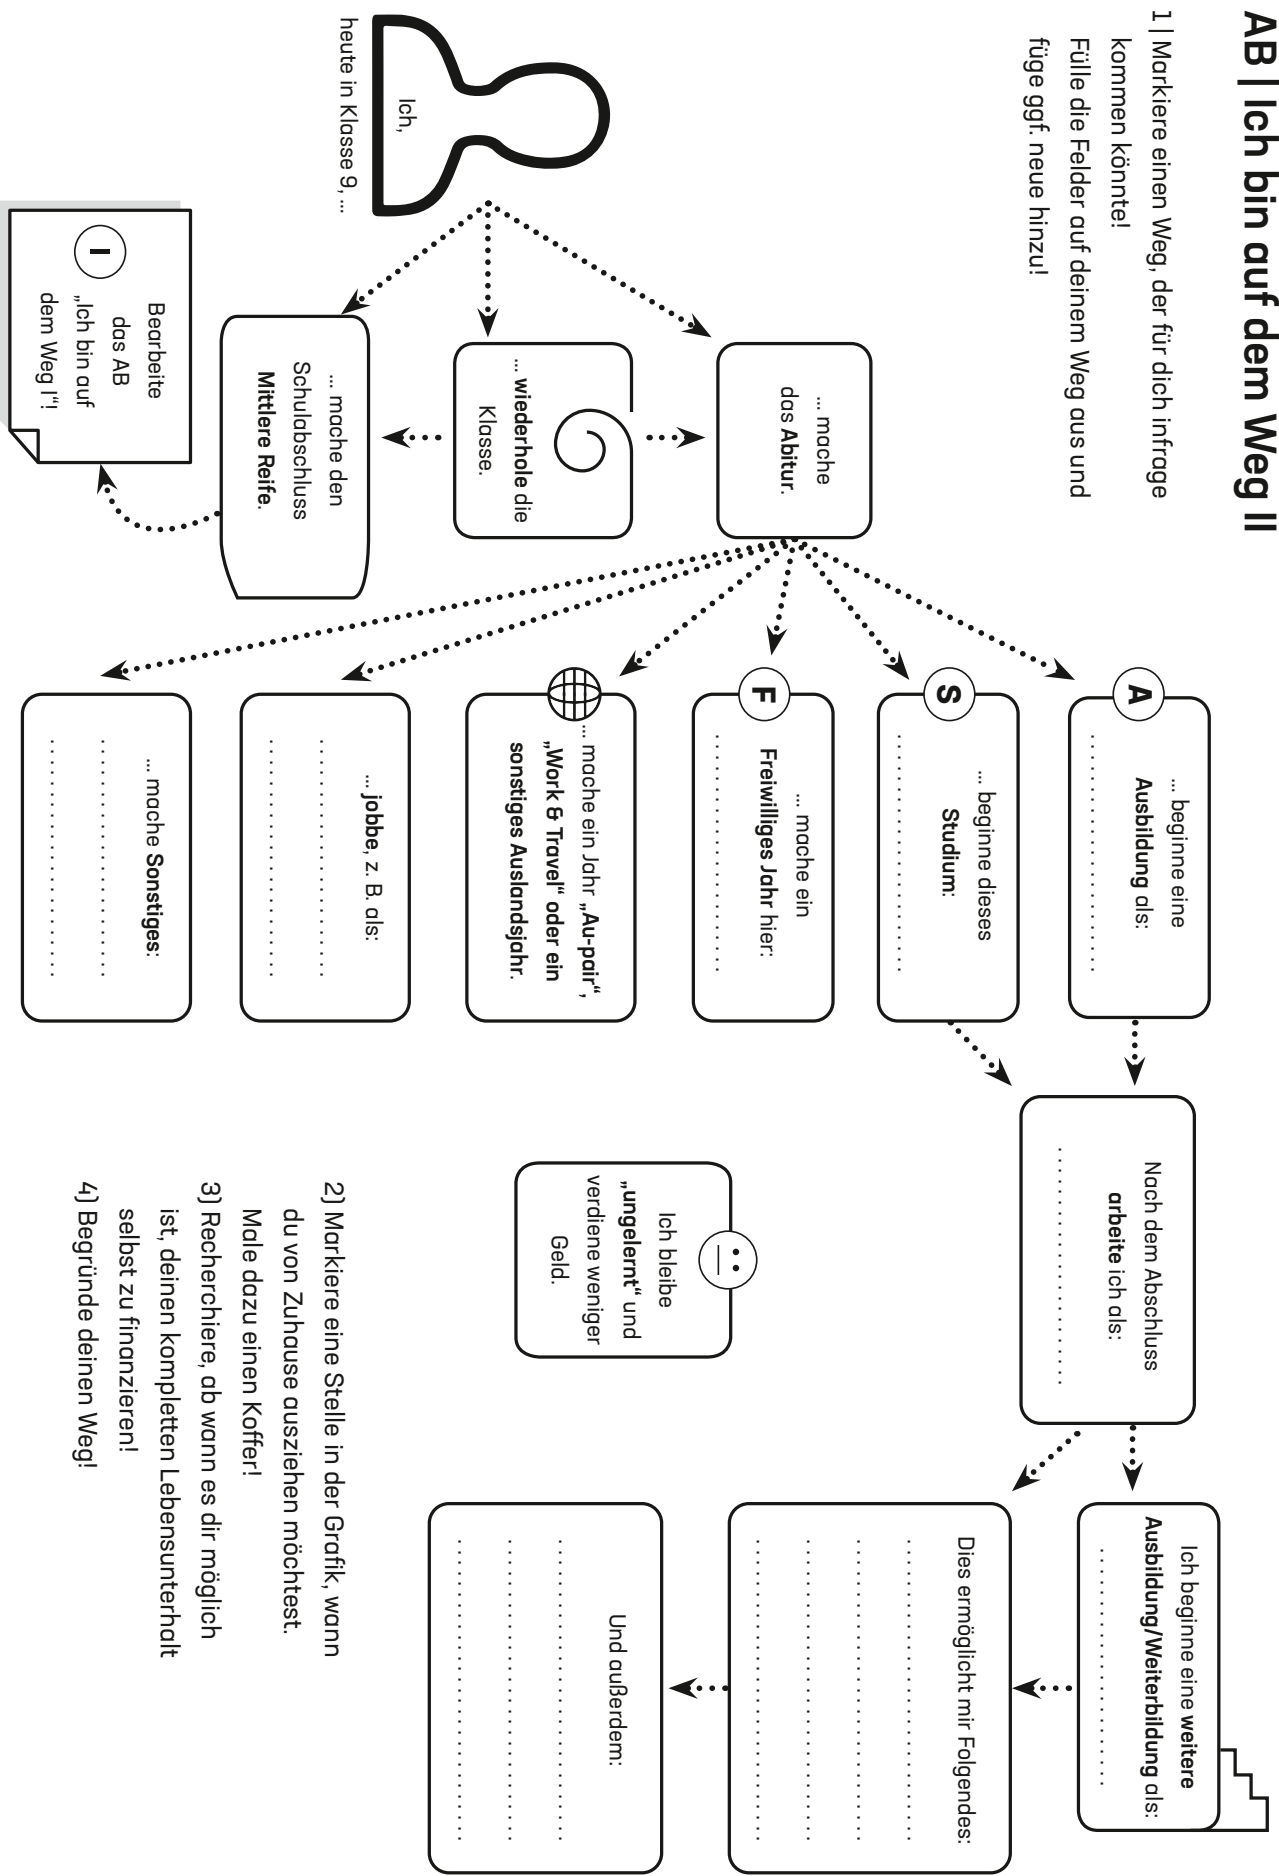 AB | Ich bin auf dem Weg II
1 | Markiere einen Weg, der für dich infrage
kommen könnte!
Fülle die Felder auf deinem Weg aus und
füge ggf. neue hinzu!
Ich,
heute in Klasse 9, ...
... mache
das Abitur.
... wiederhole die
Klasse.
... mache den
Schulabschluss
Mittlere Reife.
I
Bearbeite
das AB
„Ich bin auf
dem Weg I“!
A
... beginne eine
Ausbildung als:
S
... beginne dieses
Studium:
F
... mache ein
Freiwilliges Jahr hier:
... mache ein Jahr „Au-pair“,
„Work & Travel“ oder ein
sonstiges Auslandsjahr.
... jobbe, z. B. als:
... mache Sonstiges:
Nach dem Abschluss
arbeite ich als:
Ich bleibe
„ungelernt“ und
verdiene weniger
Geld.
Ich beginne eine weitere
Ausbildung/Weiterbildung als:
Dies ermöglicht mir Folgendes:
Und außerdem:
2) Markiere eine Stelle in der Grafik, wann
du von Zuhause ausziehen möchtest.
Male dazu einen Koffer!
3) Recherchiere, ab wann es dir möglich
ist, deinen kompletten Lebensunterhalt
selbst zu finanzieren!
4) Begründe deinen Weg!